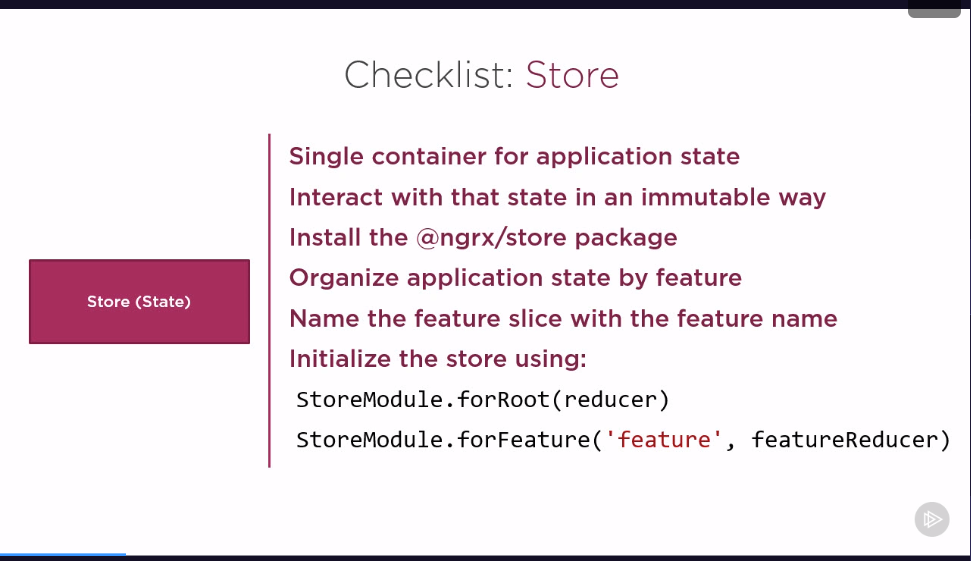 Checklist: Store
Single container for application state
Interact with that state in an immutable way
Install the @ngrx/store package
Organize application state by feature
Store (State)
Name the feature slice with the feature name
Initialize the store using:
StoreModule.forRoot(reducer)
StoreModule.forFeature('feature', featureReducer)